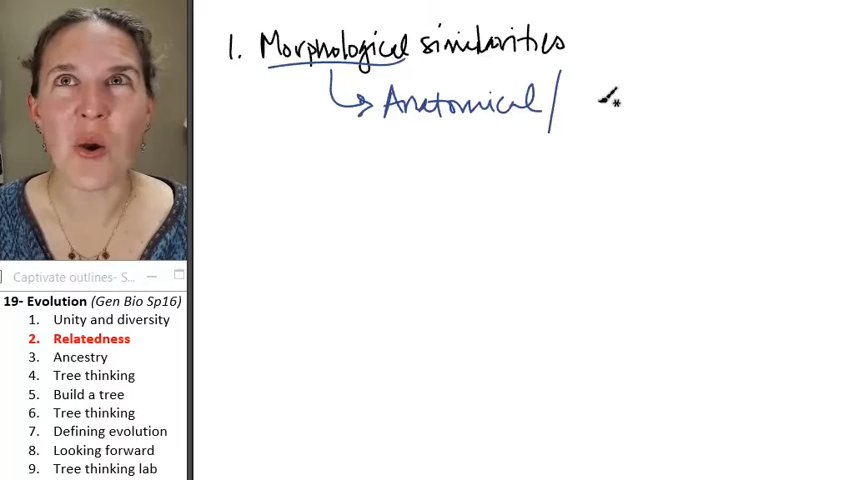 1. Morphological similarities
↳ Anatomical /
Captivate outlines- S...
19- Evolution (Gen Bio Sp16)
1. Unity and diversity
2. Relatedness
3. Ancestry
4. Tree thinking
5. Build a tree
6. Tree thinking
7. Defining evolution
8. Looking forward
9. Tree thinking lab